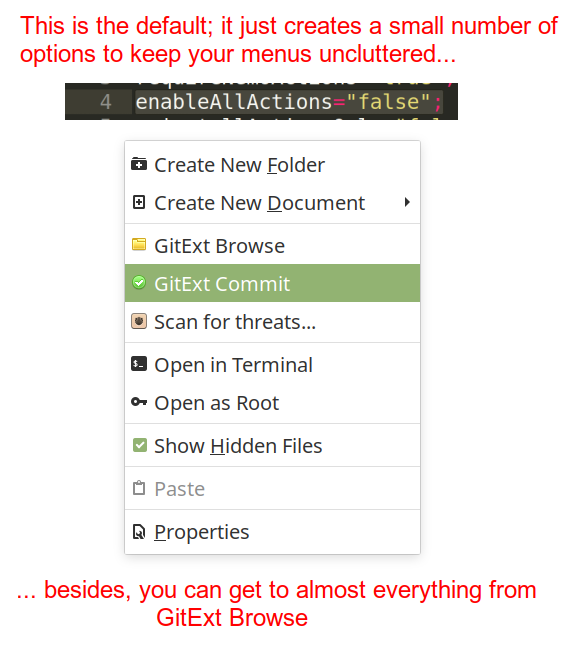 This is the default; it just creates a small number of
options to keep your menus uncluttered...
4 enableAllActions="false";
Create New Folder
Create New Document
GitExt Browse
GitExt Commit
Scan for threats...
Open in Terminal
Open as Root
Show Hidden Files
Paste
Properties
... besides, you can get to almost everything from
GitExt Browse